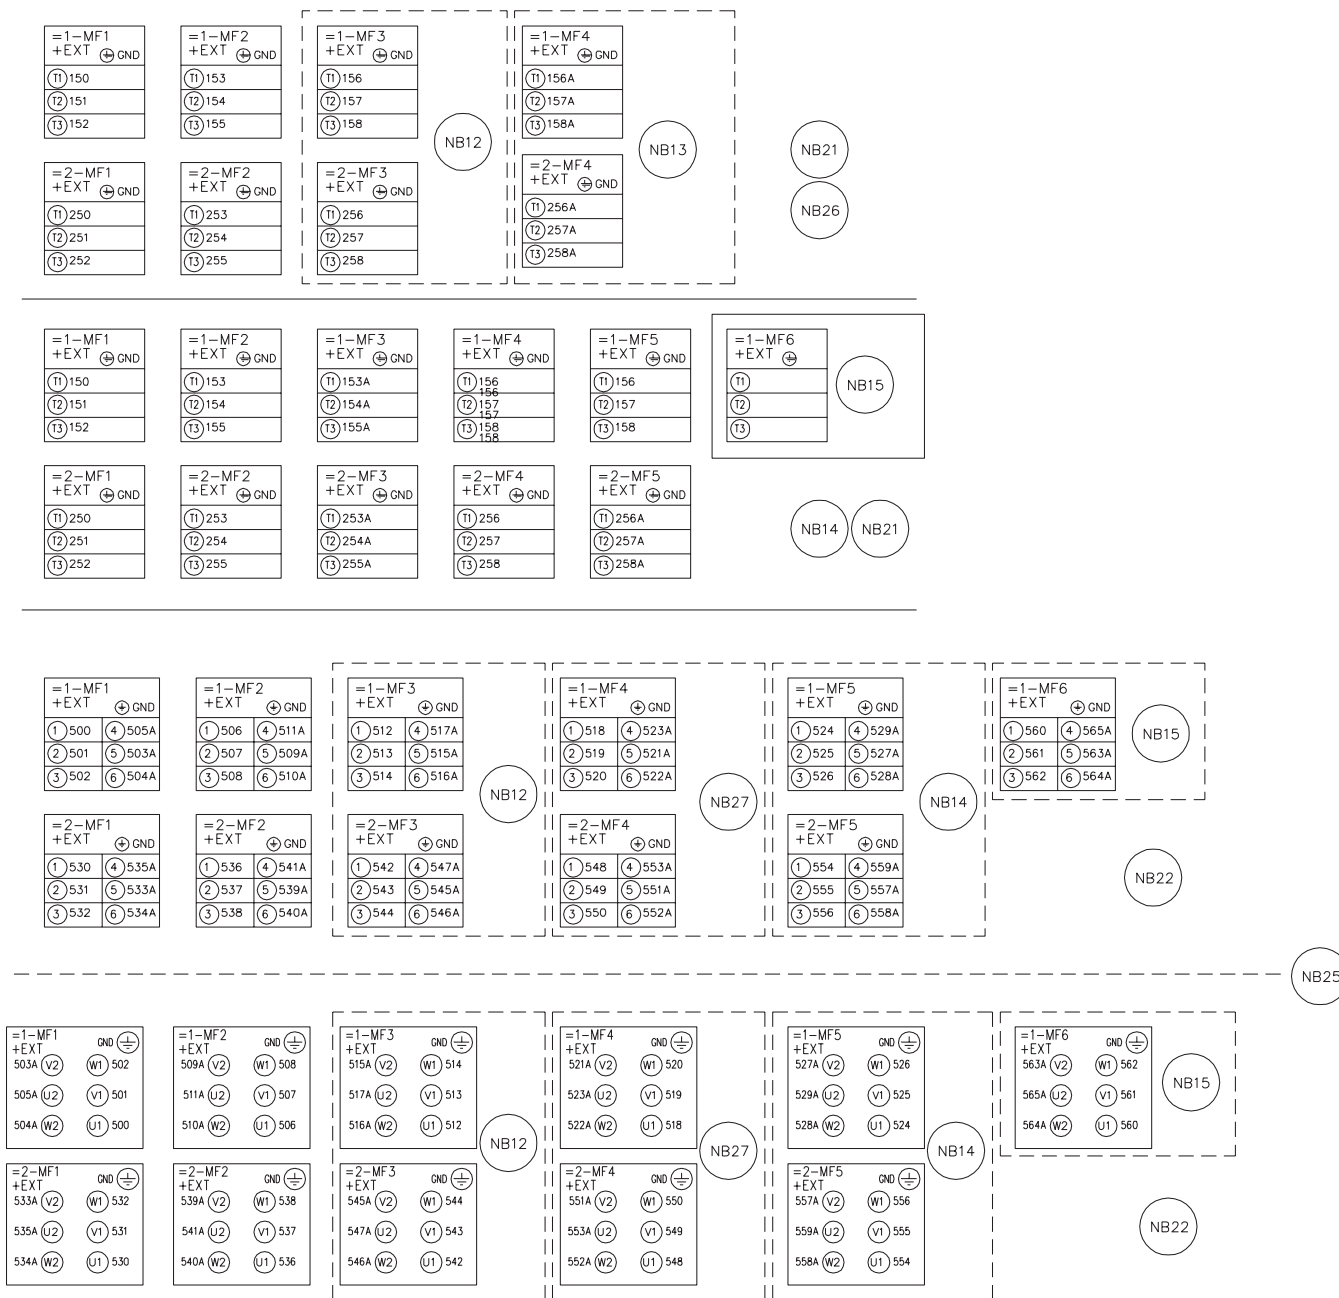 =1-MF1
+EXT GND
T1 150
T2 151
T3 152
=1-MF2
+EXT GND
T1 153
T2 154
T3 155
=1-MF3
+EXT GND
T1 156
T2 157
T3 158
NB12
=1-MF4
+EXT GND
T1 156A
T2 157A
T3 158A
NB13
NB21
NB26
=2-MF1
+EXT GND
T1 250
T2 251
T3 252
=2-MF2
+EXT GND
T1 253
T2 254
T3 255
=2-MF3
+EXT GND
T1 256
T2 257
T3 258
=2-MF4
+EXT GND
T1 256A
T2 257A
T3 258A
=1-MF1
+EXT GND
T1 150
T2 151
T3 152
=1-MF2
+EXT GND
T1 153
T2 154
T3 155
=1-MF3
+EXT GND
T1 153A
T2 154A
T3 155A
=1-MF4
+EXT GND
T1 156
156
T2 157
157
T3 158
158
=1-MF5
+EXT GND
T1 156
T2 157
T3 158
=1-MF6
+EXT
T1
T2
T3
NB15
=2-MF1
+EXT GND
T1 250
T2 251
T3 252
=2-MF2
+EXT GND
T1 253
T2 254
T3 255
=2-MF3
+EXT GND
T1 253A
T2 254A
T3 255A
=2-MF4
+EXT GND
T1 256
T2 257
T3 258
=2-MF5
+EXT GND
T1 256A
T2 257A
T3 258A
NB14 NB21
=1-MF1
+EXT GND
1 500 4 505A
2 501 5 503A
3 502 6 504A
=1-MF2
+EXT GND
1 506 4 511A
2 507 5 509A
3 508 6 510A
=1-MF3
+EXT GND
1 512 4 517A
2 513 5 515A
3 514 6 516A
NB12
=1-MF4
+EXT GND
1 518 4 523A
2 519 5 521A
3 520 6 522A
NB27
=1-MF5
+EXT GND
1 524 4 529A
2 525 5 527A
3 526 6 528A
NB14
=1-MF6
+EXT GND
1 560 4 565A
2 561 5 563A
3 562 6 564A
NB15
=2-MF1
+EXT GND
1 530 4 535A
2 531 5 533A
3 532 6 534A
=2-MF2
+EXT GND
1 536 4 541A
2 537 5 539A
3 538 6 540A
=2-MF3
+EXT GND
1 542 4 547A
2 543 5 545A
3 544 6 546A
=2-MF4
+EXT GND
1 548 4 553A
2 549 5 551A
3 550 6 552A
=2-MF5
+EXT GND
1 554 4 559A
2 555 5 557A
3 556 6 558A
NB22
NB25
=1-MF1
+EXT GND
503A V2 W1 502
505A U2 V1 501
504A W2 U1 500
=1-MF2
+EXT GND
509A V2 W1 508
511A U2 V1 507
510A W2 U1 506
=1-MF3
+EXT GND
515A V2 W1 514
517A U2 V1 513
516A W2 U1 512
NB12
=1-MF4
+EXT GND
521A V2 W1 520
523A U2 V1 519
522A W2 U1 518
NB27
=1-MF5
+EXT GND
527A V2 W1 526
529A U2 V1 525
528A W2 U1 524
NB14
=1-MF6
+EXT GND
563A V2 W1 562
565A U2 V1 561
564A W2 U1 560
NB15
=2-MF1
+EXT GND
533A V2 W1 532
535A U2 V1 531
534A W2 U1 530
=2-MF2
+EXT GND
539A V2 W1 538
541A U2 V1 537
540A W2 U1 536
=2-MF3
+EXT GND
545A V2 W1 544
547A U2 V1 543
546A W2 U1 542
=2-MF4
+EXT GND
551A V2 W1 550
553A U2 V1 549
552A W2 U1 548
=2-MF5
+EXT GND
557A V2 W1 556
559A U2 V1 555
558A W2 U1 554
NB22